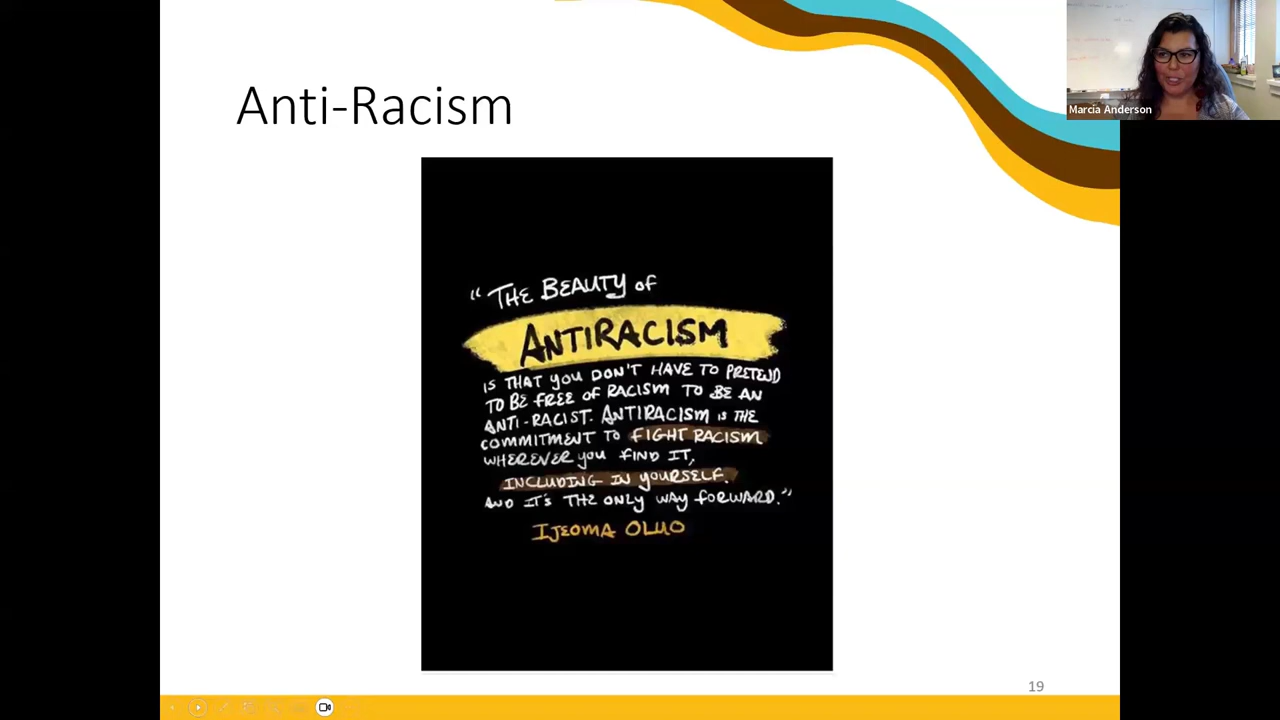 Anti-Racism
Marcia Anderson
"THE BEAUTY of
ANTIRACISM
IS THAT YOU DON'T HAVE TO PRETEND
TO BE FREE OF RACISM TO BE AN
ANTI-RACIST. ANTIRACISM IS THE
COMMITMENT TO FIGHT RACISM
WHEREVER YOU FIND IT,
INCLUDING IN YOURSELF.
AND IT'S THE ONLY WAY FORWARD."
IJEOMA OLUO
19